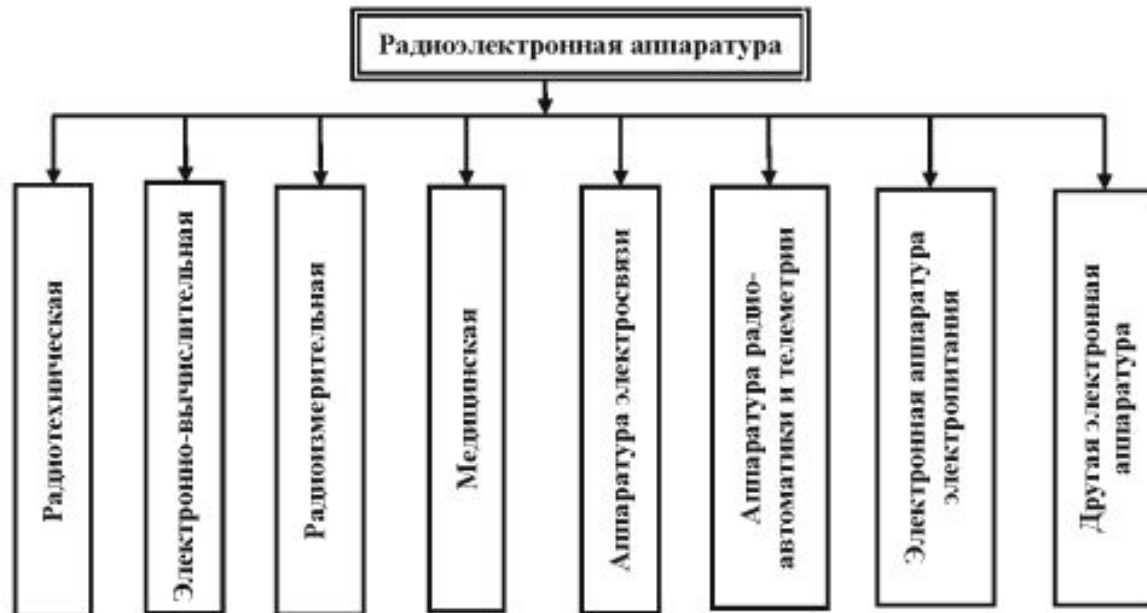 Радиоэлектронная аппаратура
Радиотехническая
Электронно-вычислительная
Радиоизмерительная
Медицинская
Аппаратура электросвязи
Аппаратура радио-
автоматики и телеметрии
Электронная аппаратура
электропитания
Другая электронная
аппаратура